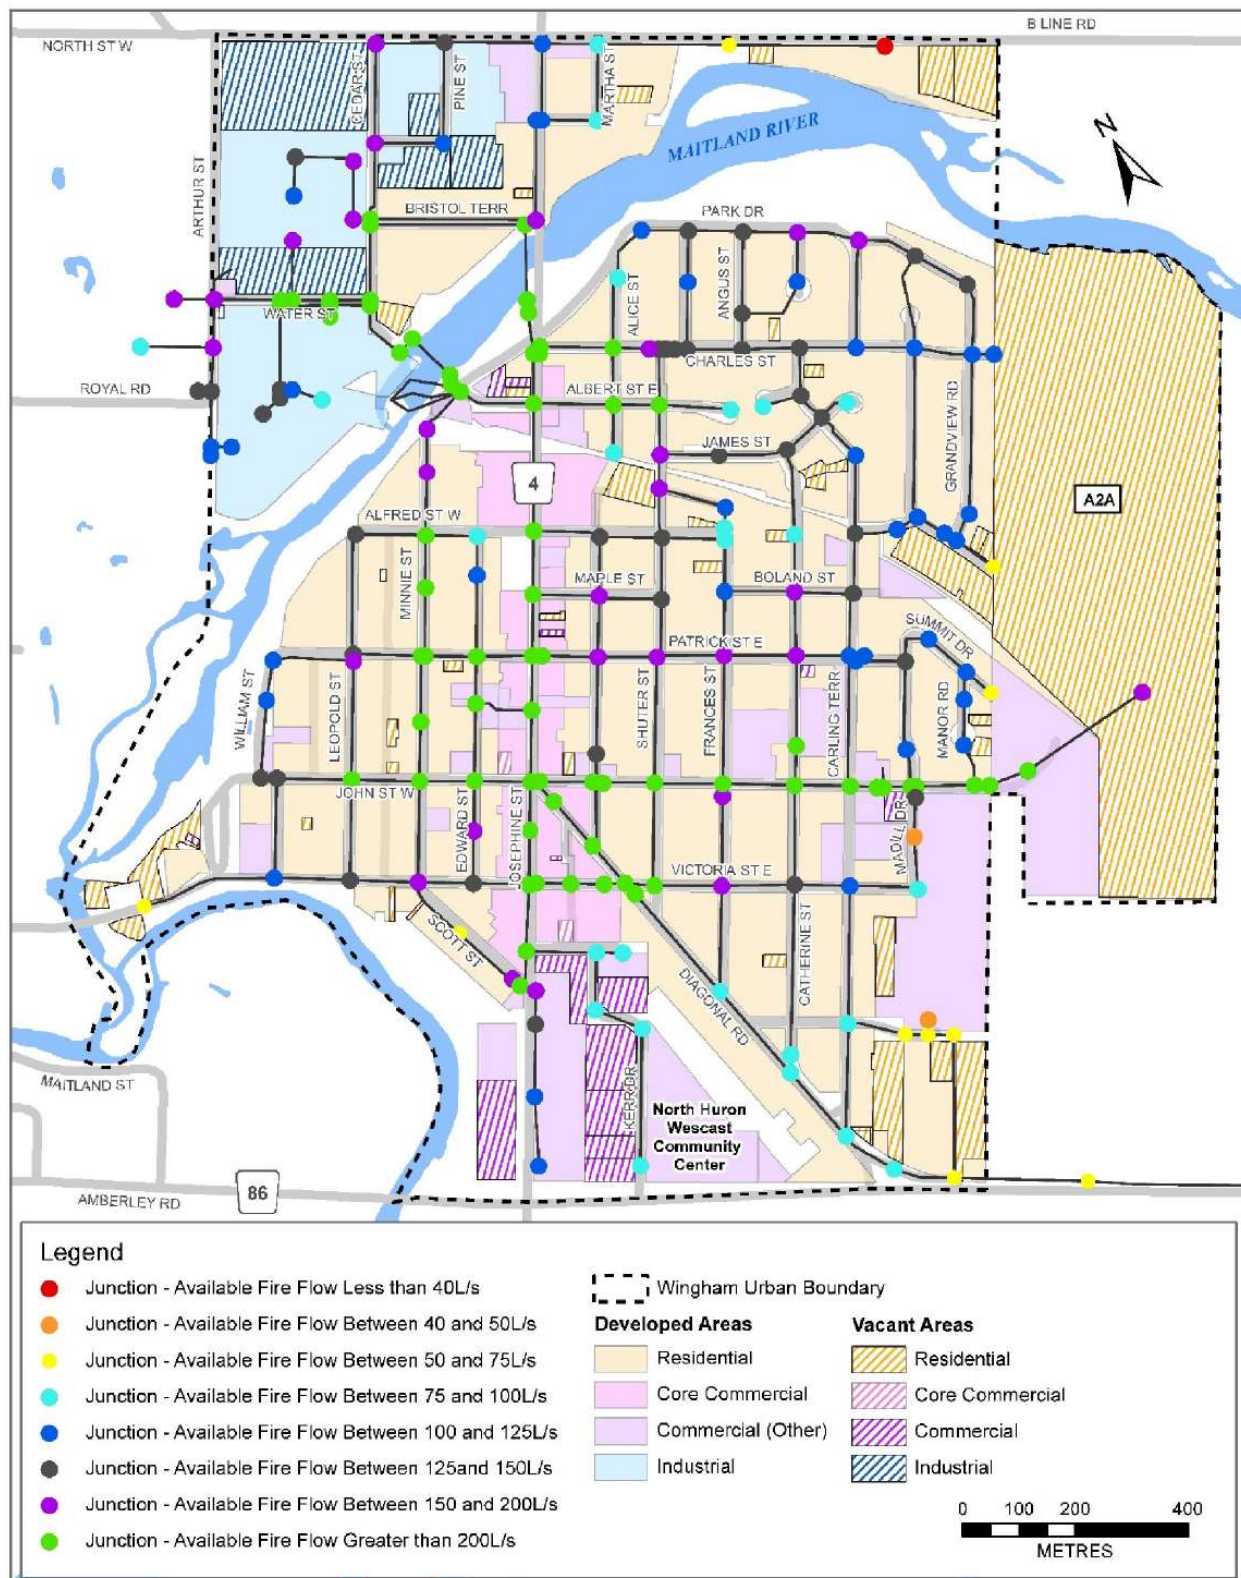 B LINE RD
NORTH ST W
CEDAR ST
PINE ST
MARTHA ST
MAITLAND RIVER
N
ARTHUR ST
BRISTOL TERR
PARK DR
ALICE ST
ANGUS ST
WATER ST
CHARLES ST
ROYAL RD
ALBERT ST E
GRANDVIEW RD
JAMES ST
4
A2A
ALFRED ST W
MINNIE ST
MAPLE ST
BOLAND ST
SUMMIT DR
PATRICK ST E
WILLIAM ST
LEOPOLD ST
SHUTER ST
FRANCES ST
CARLING TERR
MANOR RD
JOHN ST W
EDWARD ST
JOSEPHINE ST
MADILL DR
VICTORIA ST E
SCOTT ST
CATHERINE ST
DIAGONAL RD
MAITLAND ST
KERR DR
North Huron
Wescast
Community
Center
86
AMBERLEY RD
Legend
Junction - Available Fire Flow Less than 40L/s
Junction - Available Fire Flow Between 40 and 50L/s
Junction - Available Fire Flow Between 50 and 75L/s
Junction - Available Fire Flow Between 75 and 100L/s
Junction - Available Fire Flow Between 100 and 125L/s
Junction - Available Fire Flow Between 125and 150L/s
Junction - Available Fire Flow Between 150 and 200L/s
Junction - Available Fire Flow Greater than 200L/s
Wingham Urban Boundary
Developed Areas
Residential
Core Commercial
Commercial (Other)
Industrial
Vacant Areas
Residential
Core Commercial
Commercial
Industrial
0 100 200 400
METRES